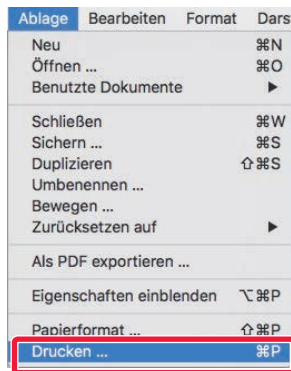 Ablage Bearbeiten Format Dars
Neu ⌘N
Öffnen ... ⌘O
Benutzte Dokumente ▶
Schließen ⌘W
Sichern ... ⌘S
Duplizieren ⇧⌘S
Umbenennen ...
Bewegen ...
Zurücksetzen auf ▶
Als PDF exportieren ...
Eigenschaften einblenden ⌥⌘P
Papierformat ... ⇧⌘P
Drucken ... ⌘P